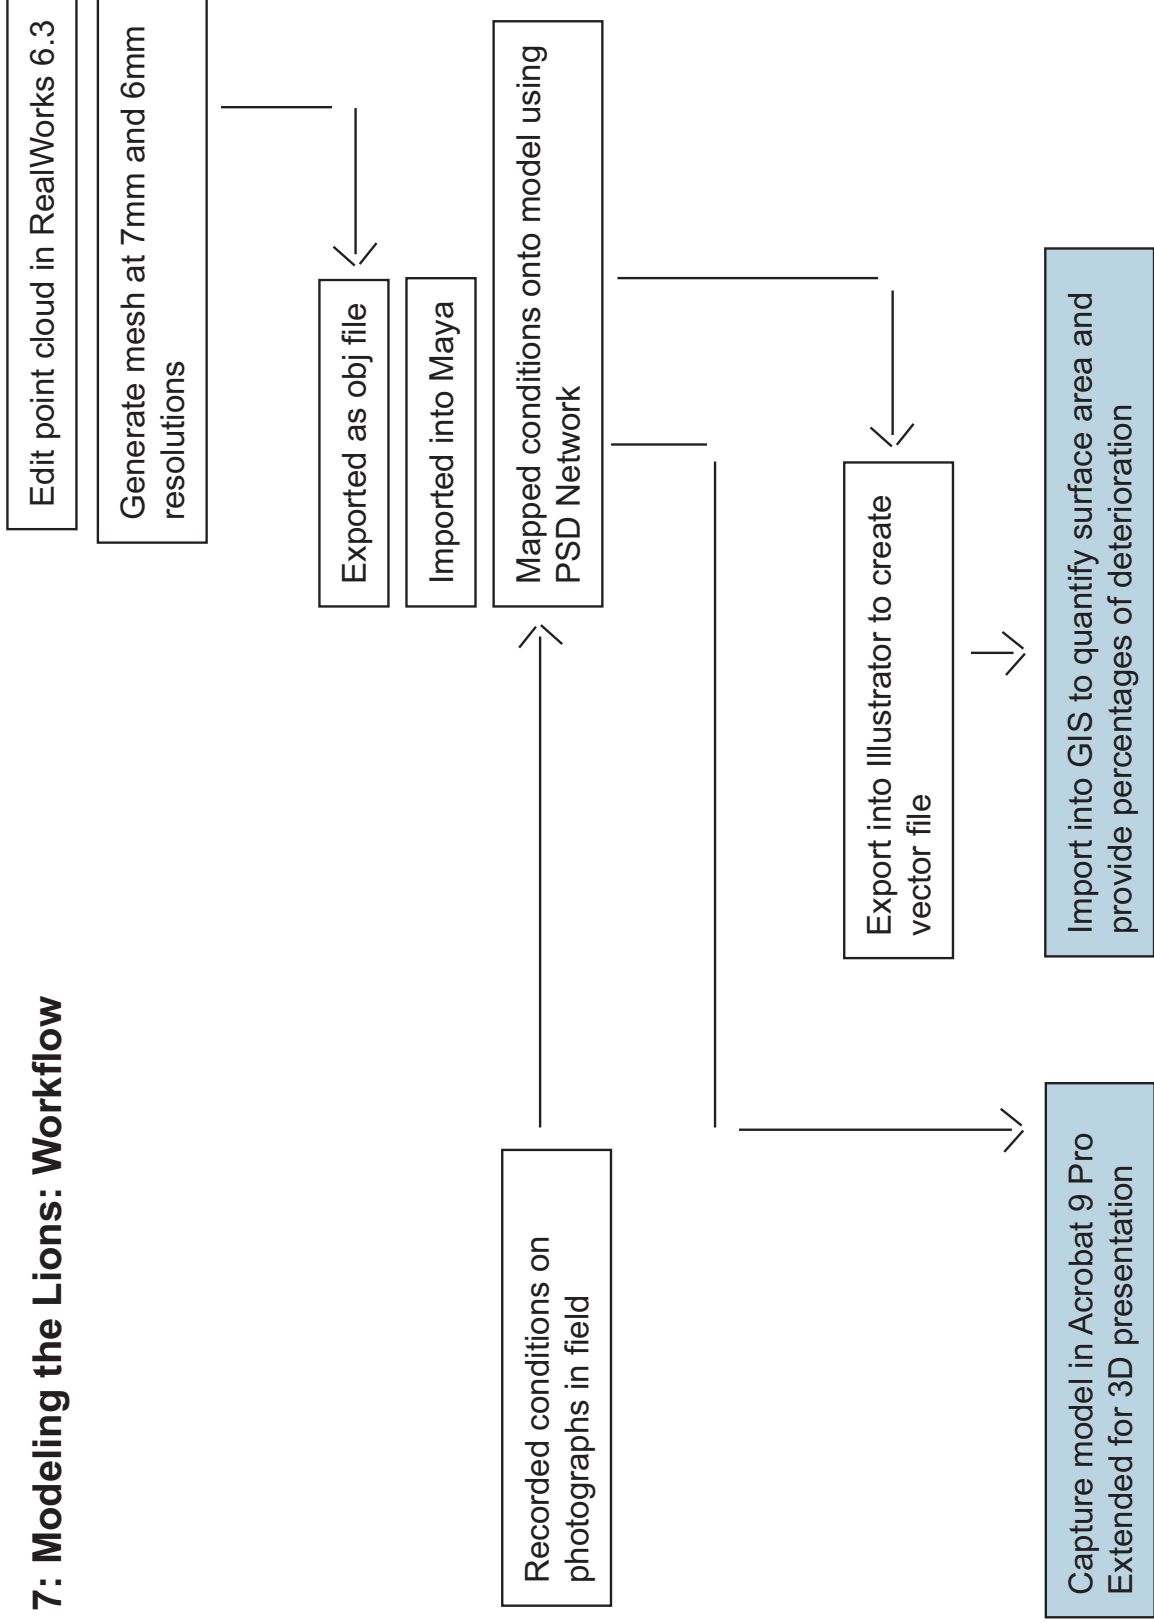 7: Modeling the Lions: Workflow
Edit point cloud in RealWorks 6.3
Generate mesh at 7mm and 6mm
resolutions
Exported as obj file
Imported into Maya
Recorded conditions on
photographs in field
Mapped conditions onto model using
PSD Network
Export into Illustrator to create
vector file
Capture model in Acrobat 9 Pro
Extended for 3D presentation
Import into GIS to quantify surface area and
provide percentages of deterioration